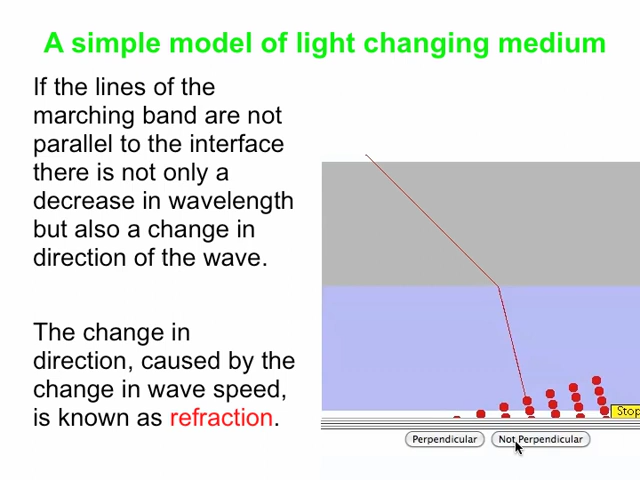 A simple model of light changing medium
If the lines of the
marching band are not
parallel to the interface
there is not only a
decrease in wavelength
but also a change in
direction of the wave.
The change in
direction, caused by the
change in wave speed,
is known as refraction.
Stop
Perpendicular
Not Perpendicular